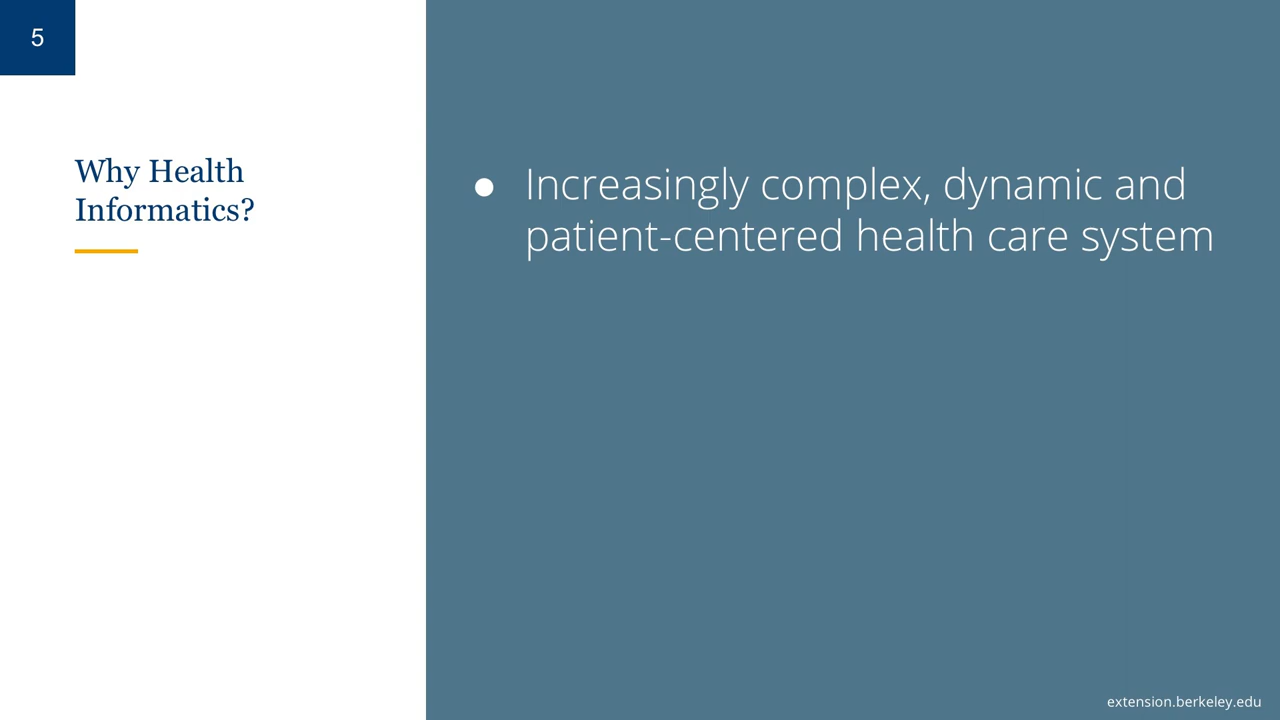 5
Why Health
Informatics?
● Increasingly complex, dynamic and
patient-centered health care system
extension.berkeley.edu